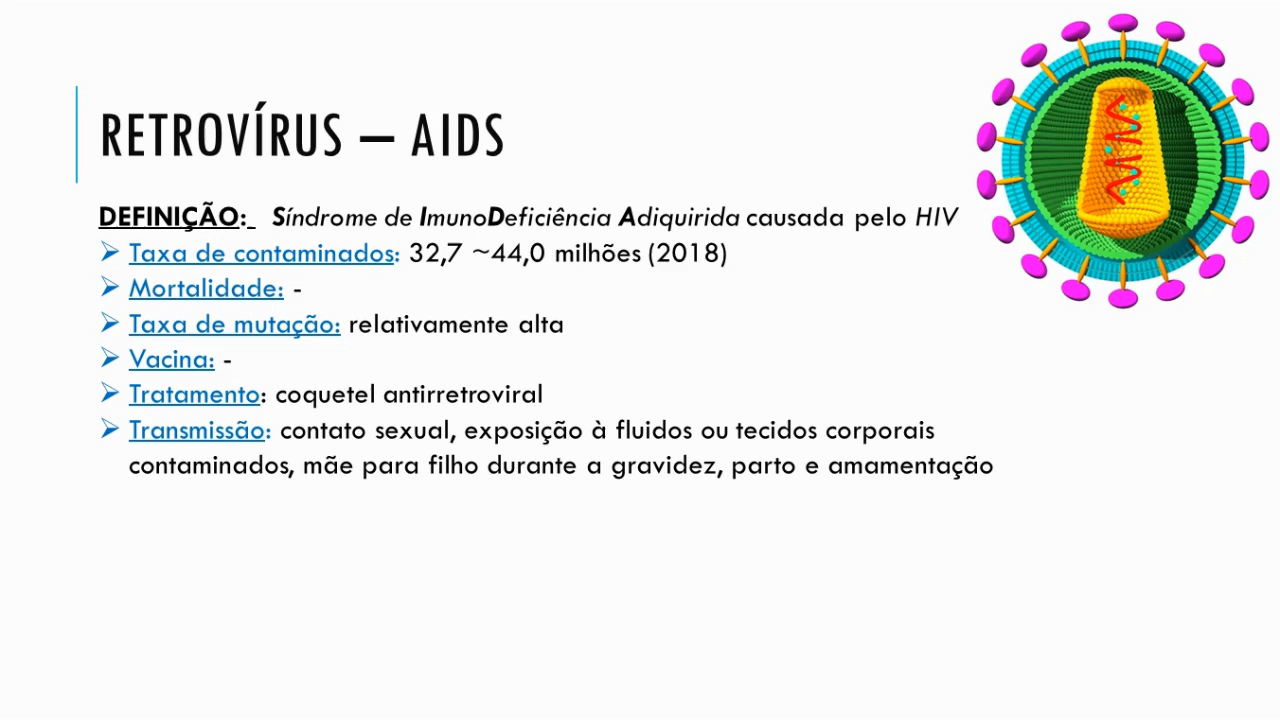 RETROVÍRUS – AIDS
DEFINIÇÃO: Síndrome de ImunoDeficiência Adiquirida causada pelo HIV
➢ Taxa de contaminados: 32,7 ~44,0 milhões (2018)
➢ Mortalidade: -
➢ Taxa de mutação: relativamente alta
➢ Vacina: -
➢ Tratamento: coquetel antirretroviral
➢ Transmissão: contato sexual, exposição à fluidos ou tecidos corporais
contaminados, mãe para filho durante a gravidez, parto e amamentação